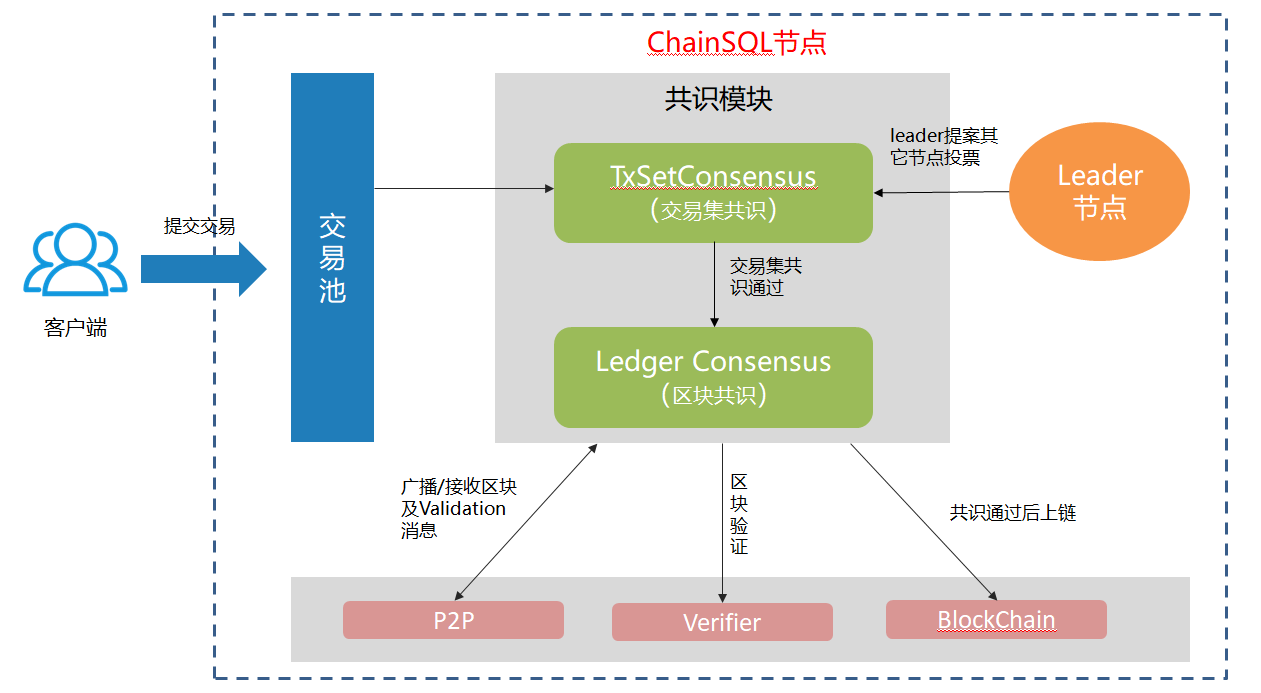 ChainSQL节点
共识模块
leader提案其
它节点投票
TxSetConsensus
（交易集共识）
Leader
节点
提交交易
交
易
池
客户端
交易集共
识通过
Ledger Consensus
（区块共识）
广播/接收区块
及Validation
消息
区
块
验
证
共识通过后上链
P2P
Verifier
BlockChain